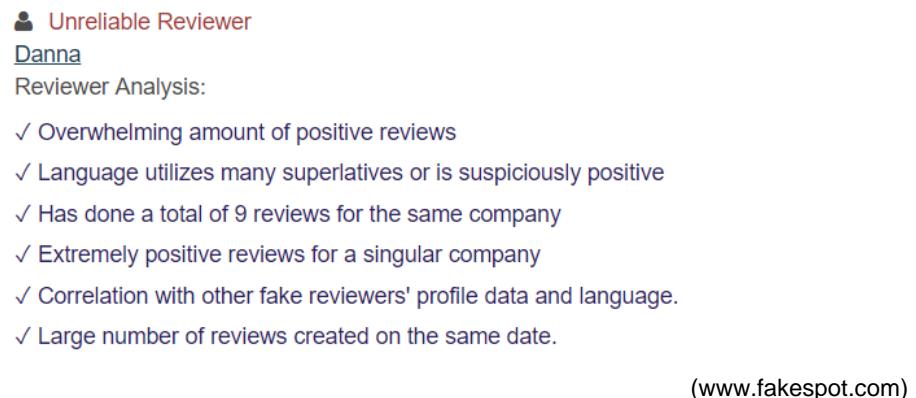 Unreliable Reviewer
Danna
Reviewer Analysis:
✓ Overwhelming amount of positive reviews
✓ Language utilizes many superlatives or is suspiciously positive
✓ Has done a total of 9 reviews for the same company
✓ Extremely positive reviews for a singular company
✓ Correlation with other fake reviewers' profile data and language.
✓ Large number of reviews created on the same date.
(www.fakespot.com)